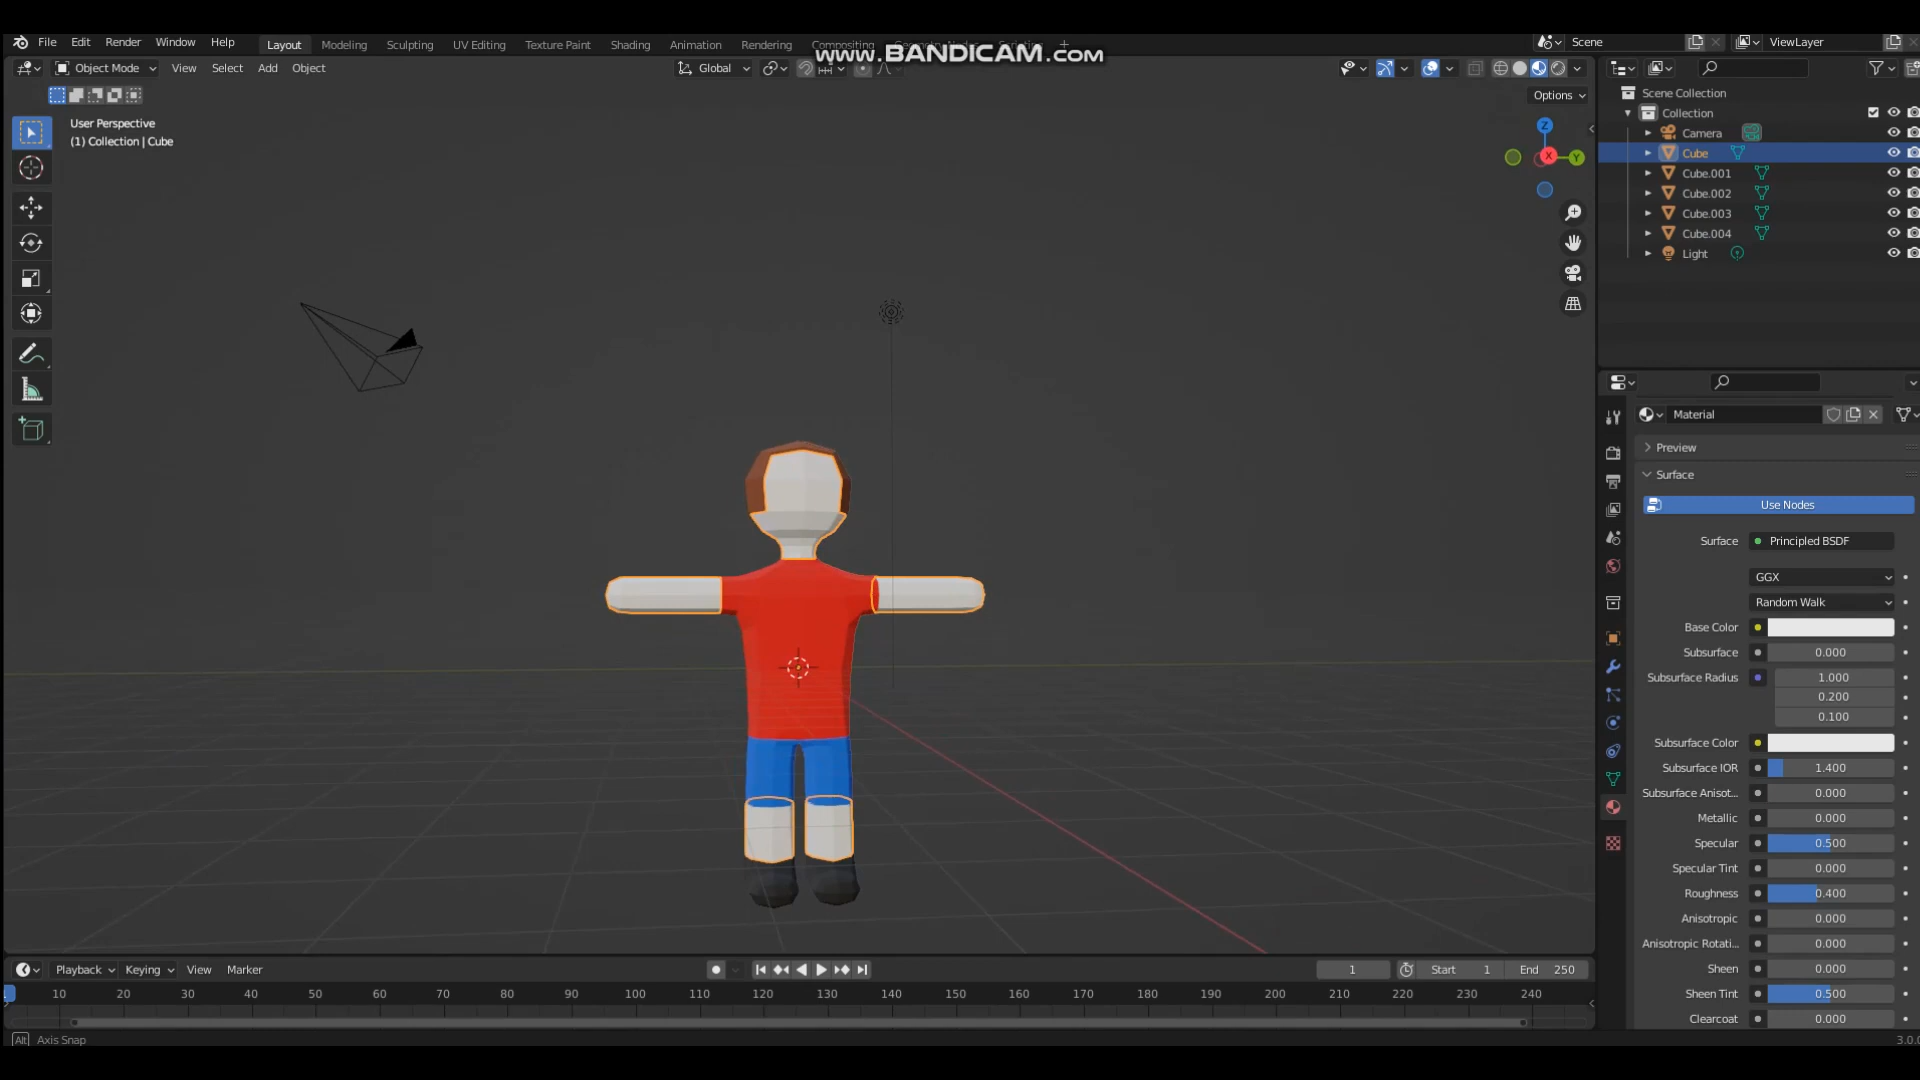 File Edit Render Window Help Layout Modeling Sculpting UV Editing Texture Paint Shading Animation Rendering Compositing
www.BANDICAM.com
Scene ViewLayer
Object Mode View Select Add Object Global
Options
User Perspective
(1) Collection | Cube
Z
X
Y
Scene Collection
Collection
Camera
Cube
Cube.001
Cube.002
Cube.003
Cube.004
Light
Material
Preview
Surface
Use Nodes
Surface Principled BSDF
GGX
Random Walk
Base Color
Subsurface 0.000
Subsurface Radius 1.000
0.200
0.100
Subsurface Color
Subsurface IOR 1.400
Subsurface Anisot... 0.000
Metallic 0.000
Specular 0.500
Specular Tint 0.000
Roughness 0.400
Anisotropic 0.000
Anisotropic Rotati... 0.000
Sheen 0.000
Sheen Tint 0.500
Clearcoat 0.000
Playback Keying View Marker 1 Start 1 End 250
10 20 30 40 50 60 70 80 90 100 110 120 130 140 150 160 170 180 190 200 210 220 230 240
Alt Axis Snap
3.0.